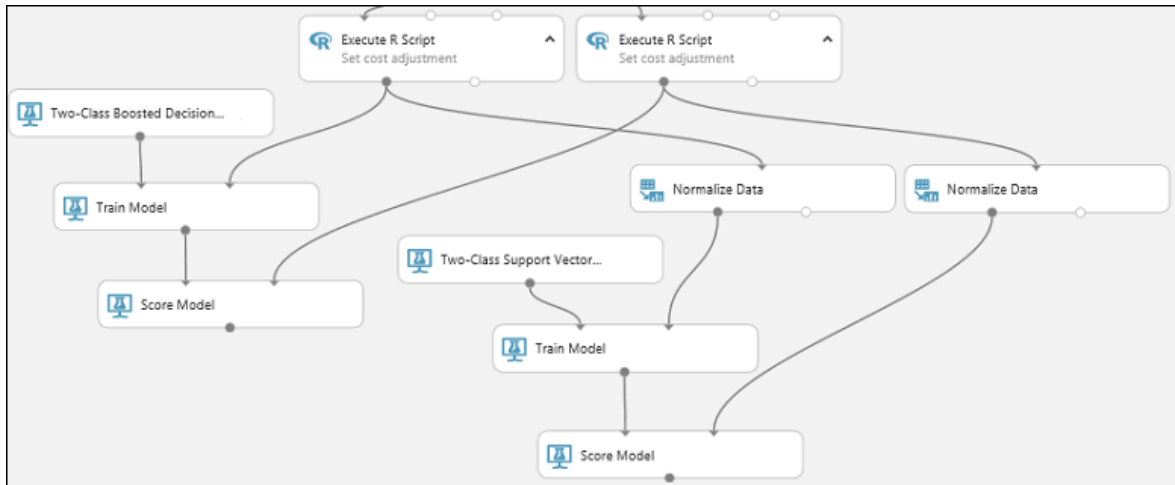 Execute R Script
Set cost adjustment
Execute R Script
Set cost adjustment
Two-Class Boosted Decision...
Train Model
Normalize Data
Normalize Data
Two-Class Support Vector...
Score Model
Train Model
Score Model